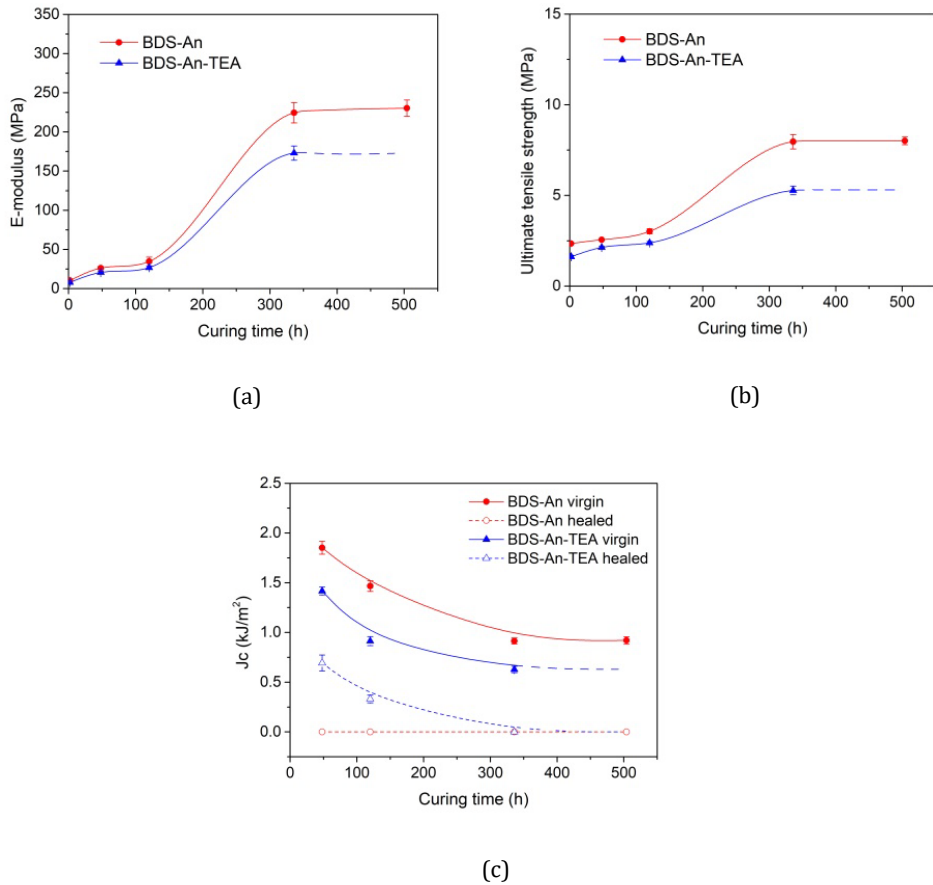 350
300
250
200
150
100
50
0
E-modulus (MPa)
BDS-An
BDS-An-TEA
0 100 200 300 400 500
Curing time (h)
(a)
15
10
5
0
Ultimate tensile strength (MPa)
BDS-An
BDS-An-TEA
0 100 200 300 400 500
Curing time (h)
(b)
2.5
2.0
1.5
1.0
0.5
0.0
Jc (kJ/m²)
BDS-An virgin
BDS-An healed
BDS-An-TEA virgin
BDS-An-TEA healed
0 100 200 300 400 500
Curing time (h)
(c)